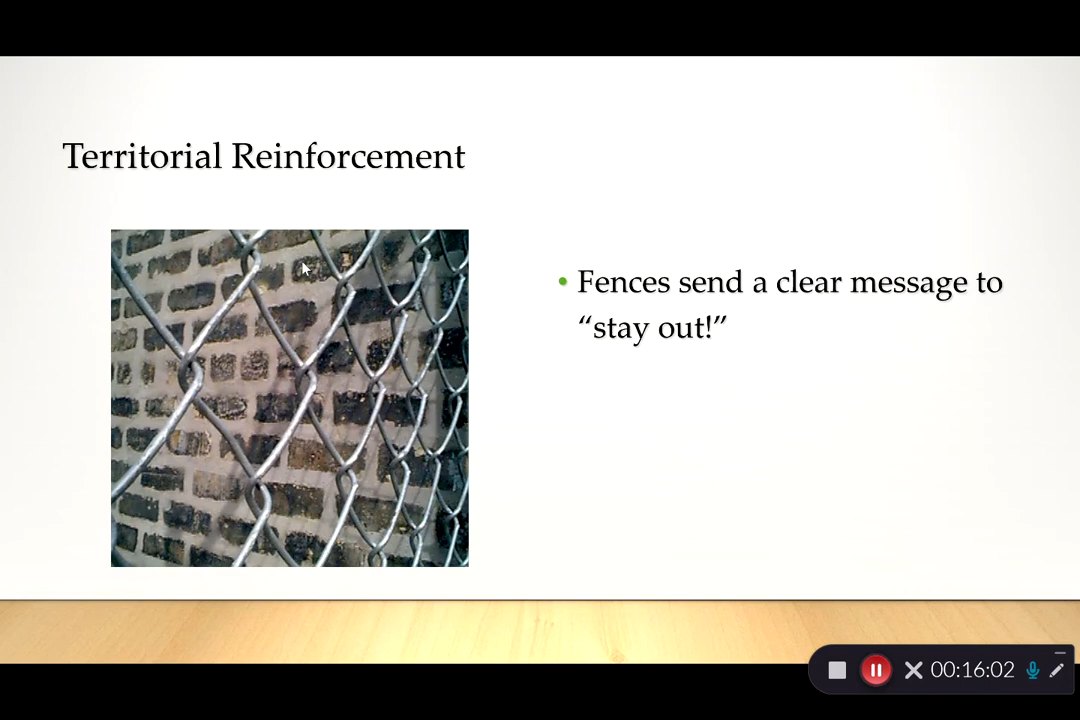 Territorial Reinforcement
• Fences send a clear message to
“stay out!”
00:16:02